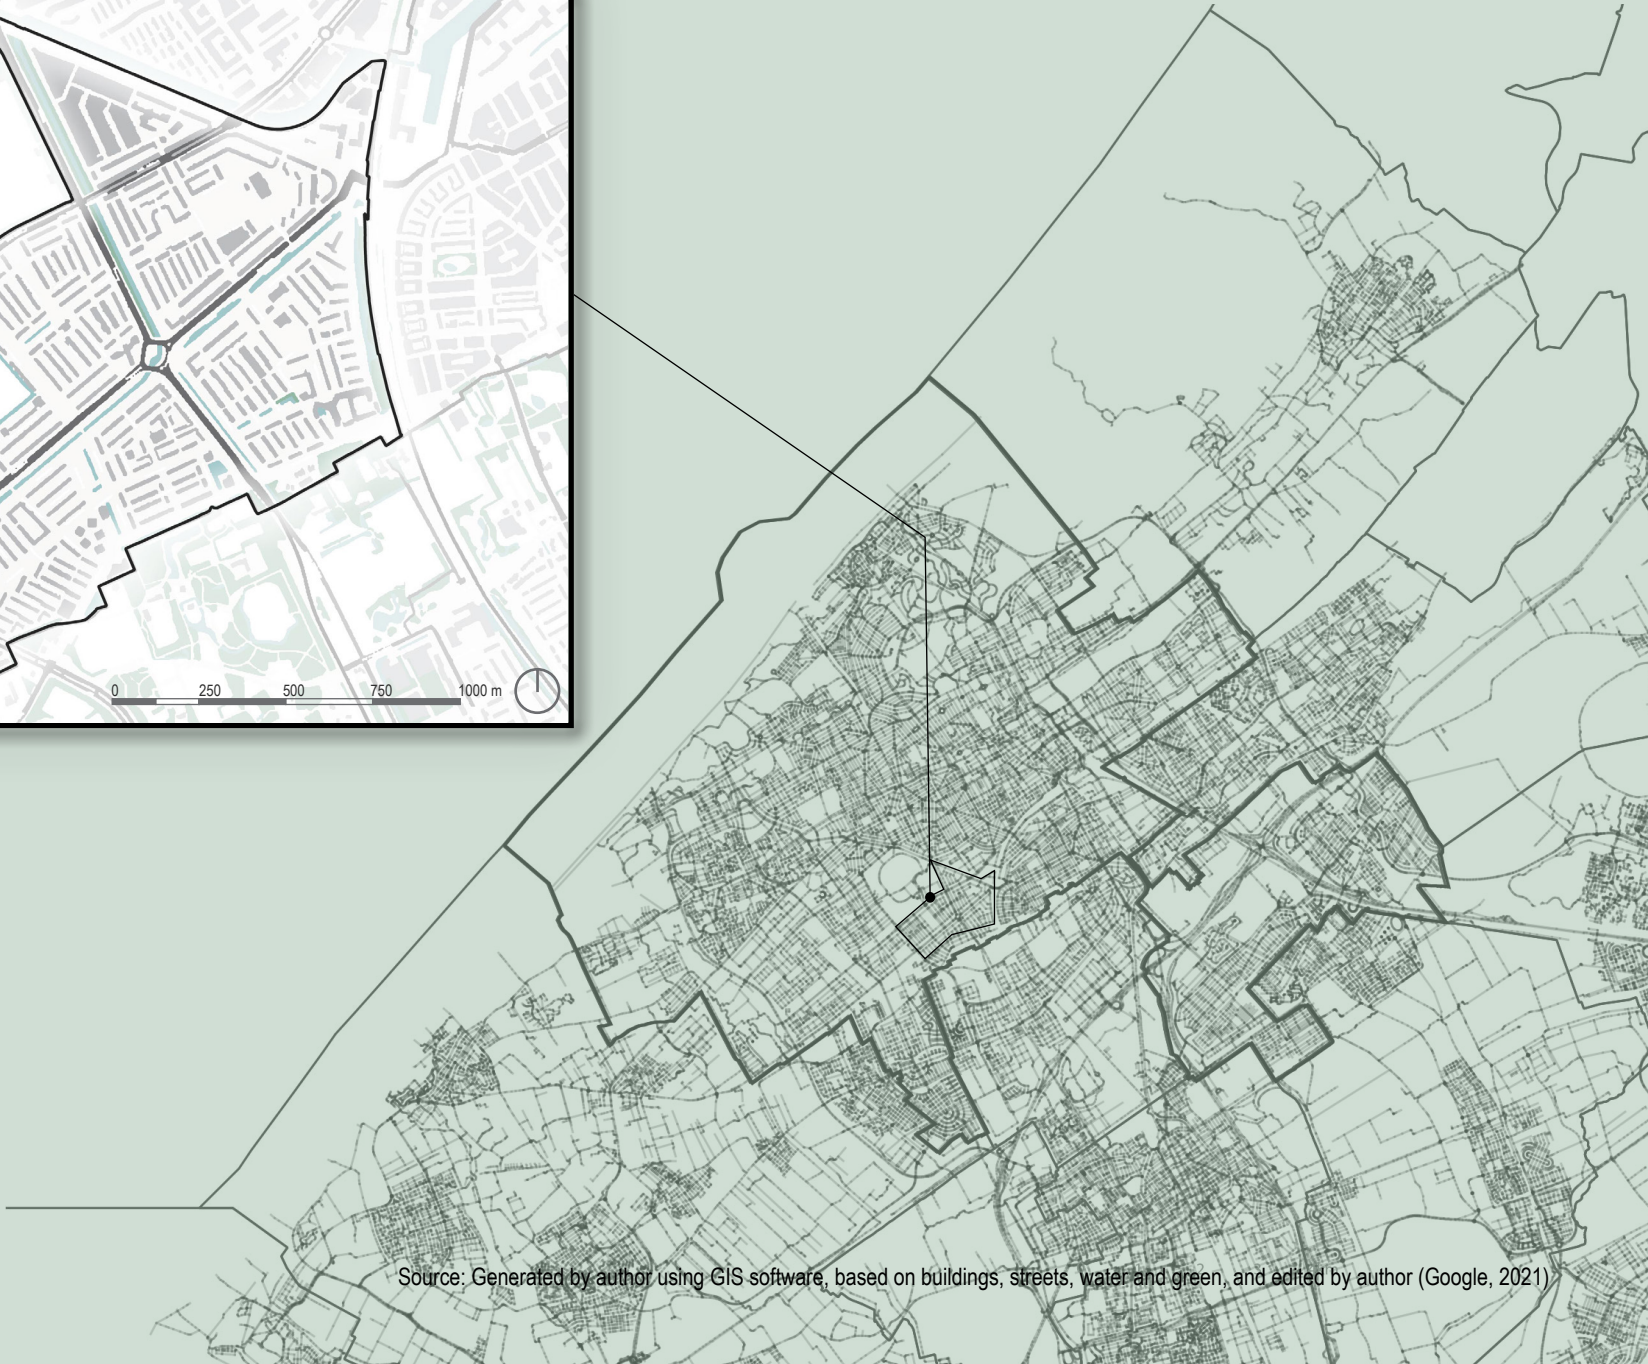 0 250 500 750 1000 m
Source: Generated by author using GIS software, based on buildings, streets, water and green, and edited by author (Google, 2021)